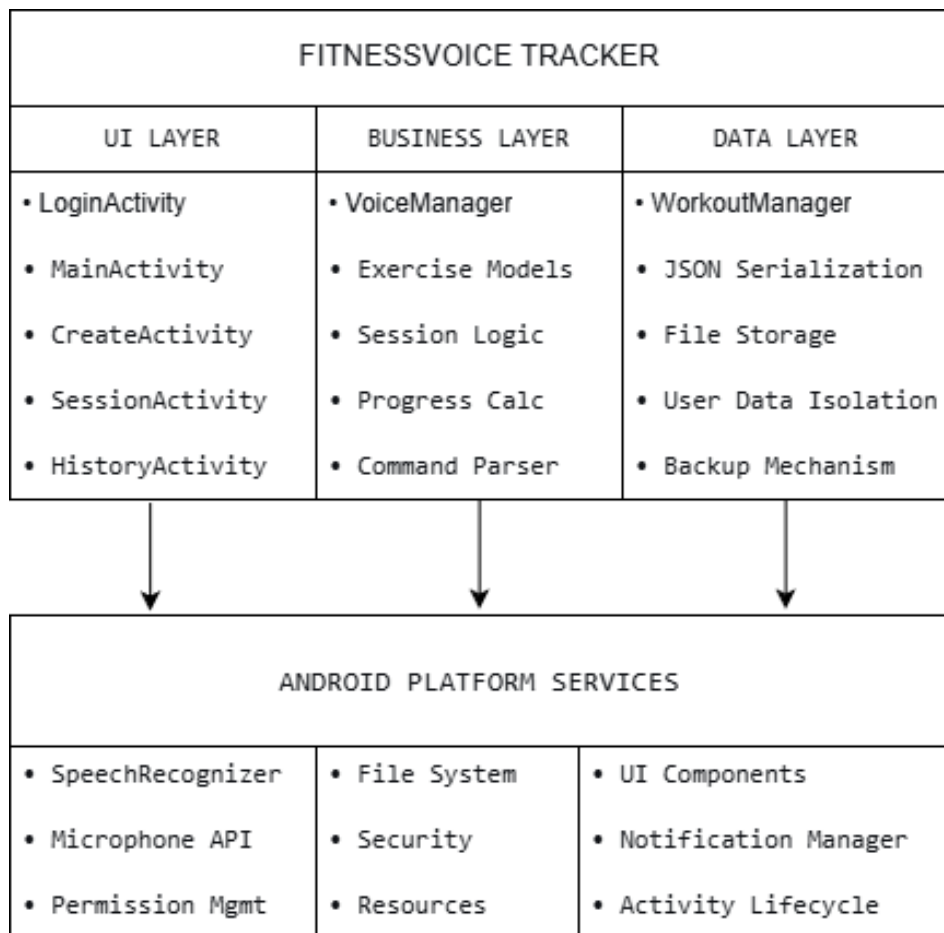 FITNESSVOICE TRACKER
UI LAYER
BUSINESS LAYER
DATA LAYER
• LoginActivity
• MainActivity
• CreateActivity
• SessionActivity
• HistoryActivity
• VoiceManager
• Exercise Models
• Session Logic
• Progress Calc
• Command Parser
• WorkoutManager
• JSON Serialization
• File Storage
• User Data Isolation
• Backup Mechanism
ANDROID PLATFORM SERVICES
• SpeechRecognizer
• Microphone API
• Permission Mgmt
• File System
• Security
• Resources
• UI Components
• Notification Manager
• Activity Lifecycle